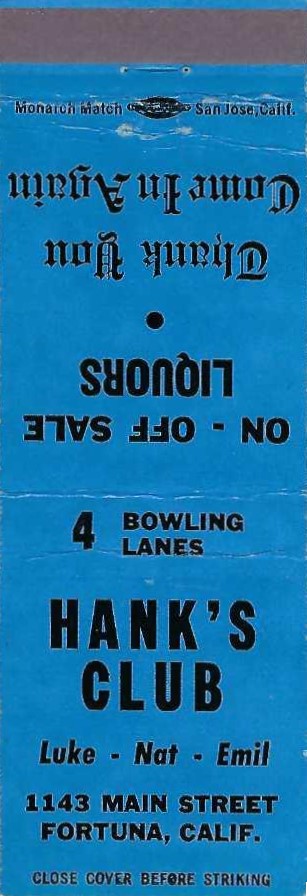 Monarch Match San Jose, Calif.
Thank You
Come In Again
ON - OFF SALE
LIQUORS
4 BOWLING
LANES
HANK'S
CLUB
Luke - Nat - Emil
1143 MAIN STREET
FORTUNA, CALIF.
CLOSE COVER BEFORE STRIKING